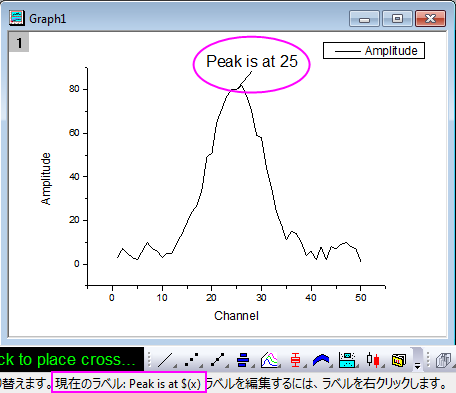 Graph1
1
Peak is at 25
Amplitude
80
60
40
20
0
Amplitude
0 10 20 30 40 50
Channel
ck to place cross...
替えます。現在のラベル: Peak is at $(x) ラベルを編集するには、ラベルを右クリックします。